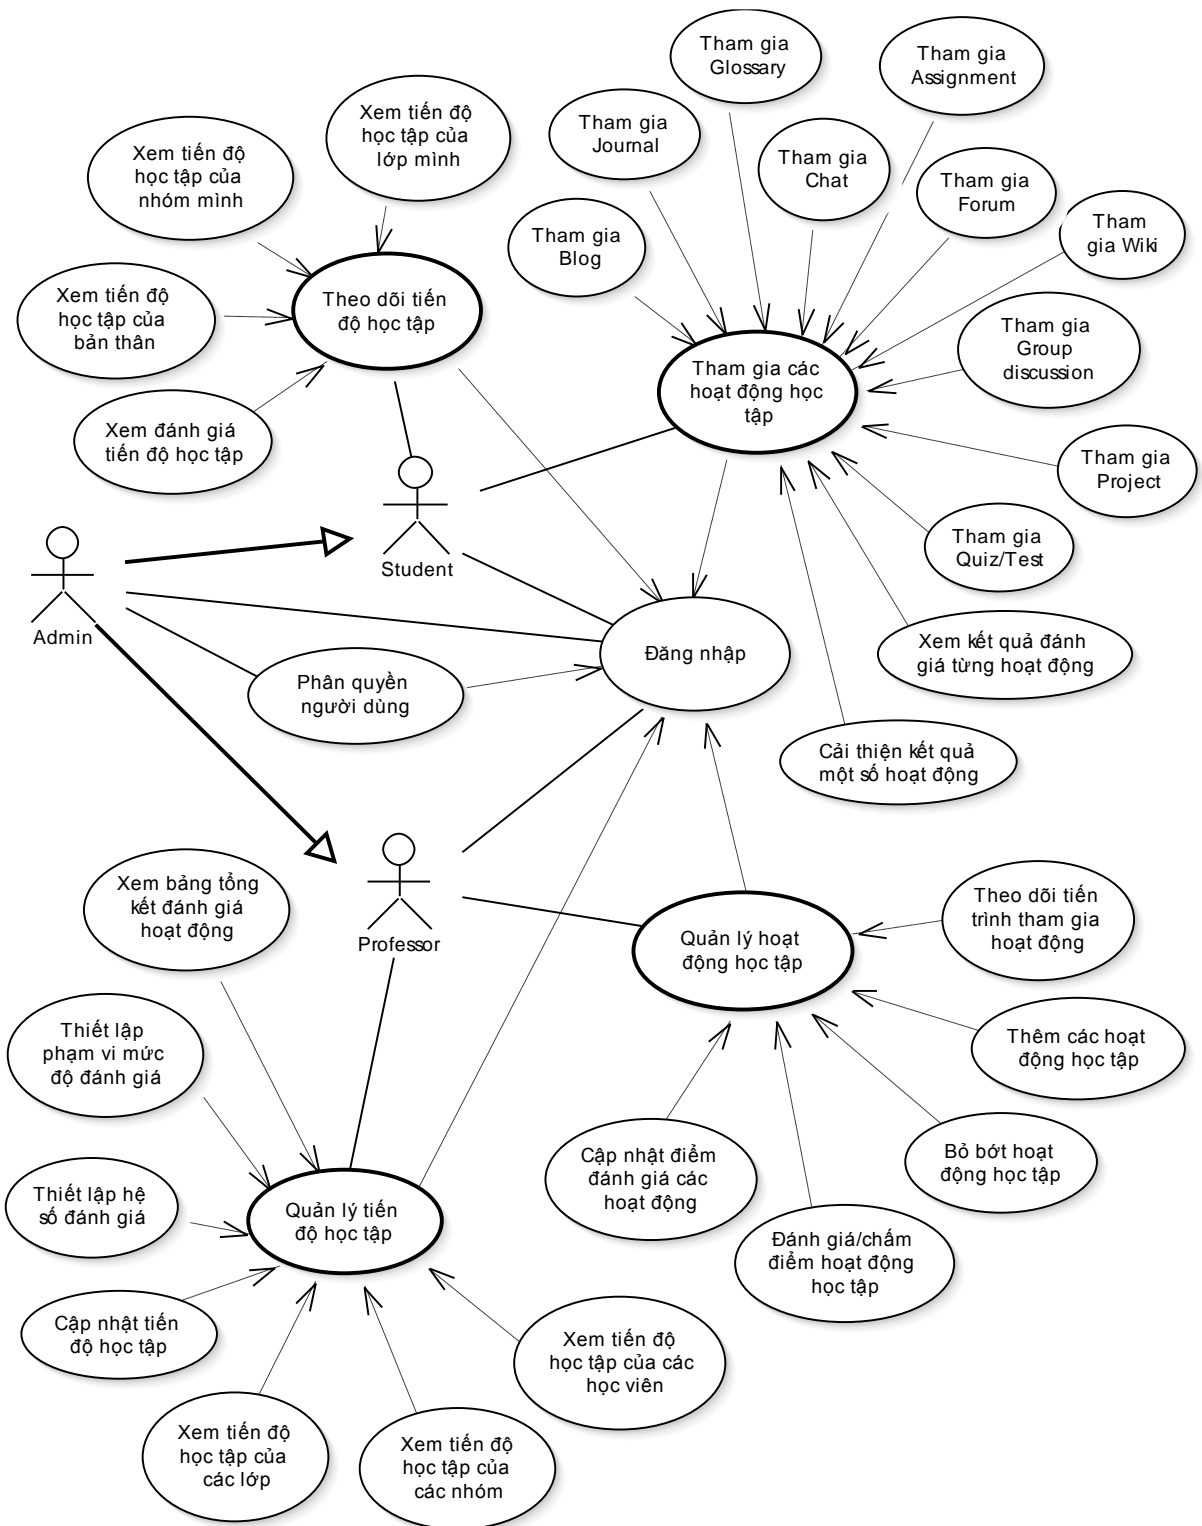 Tham gia
Glossary
Tham gia
Assignment
Xem tiến độ
học tập của
lớp mình
Tham gia
Journal
Xem tiến độ
học tập của
nhóm mình
Tham gia
Chat
Tham gia
Forum
Tham
gia Wiki
Tham gia
Blog
Theo dõi tiến
độ học tập
Xem tiến độ
học tập của
bản thân
Tham gia
Group
discussion
Tham gia các
hoạt động học
tập
Xem đánh giá
tiến độ học tập
Tham gia
Project
Tham gia
Quiz/Test
Student
Admin
Đăng nhập
Xem kết quả đánh
giá từng hoạt động
Phân quyền
người dùng
Cải thiện kết quả
một số hoạt động
Xem bảng tổng
kết đánh giá
hoạt động
Professor
Quản lý hoạt
động học tập
Theo dõi tiến
trình tham gia
hoạt động
Thiết lập
phạm vi mức
độ đánh giá
Thêm các hoạt
động học tập
Cập nhật điểm
đánh giá các
hoạt động
Bỏ bớt hoạt
động học tập
Thiết lập hệ
số đánh giá
Quản lý tiến
độ học tập
Đánh giá/chấm
điểm hoạt động
học tập
Cập nhật tiến
độ học tập
Xem tiến độ
học tập của các
học viên
Xem tiến độ
học tập của
các lớp
Xem tiến độ
học tập của
các nhóm